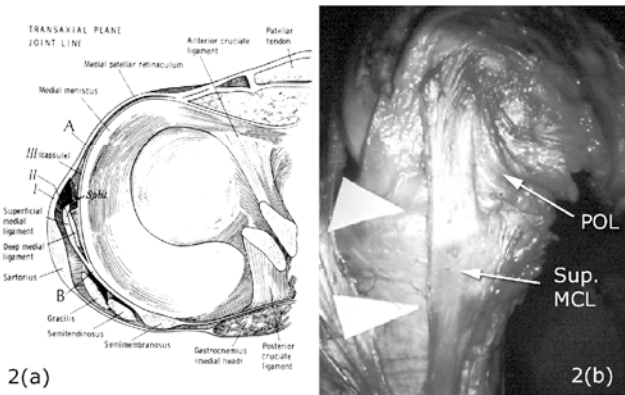 TRANSAXIAL PLANE
JOINT LINE
Anterior cruciate
ligament
Patellar
tendon
Medial patellar retinaculum
Medial meniscus
A
III (capsule)
II
I
Split
Superficial
medial
ligament
Deep medial
ligament
Sartorius
B
Gracilis
Semitendinosus
Semimembranosus
Gastrocnemius
(medial head)
Posterior
cruciate
ligament
2(a)
POL
Sup.
MCL
2(b)